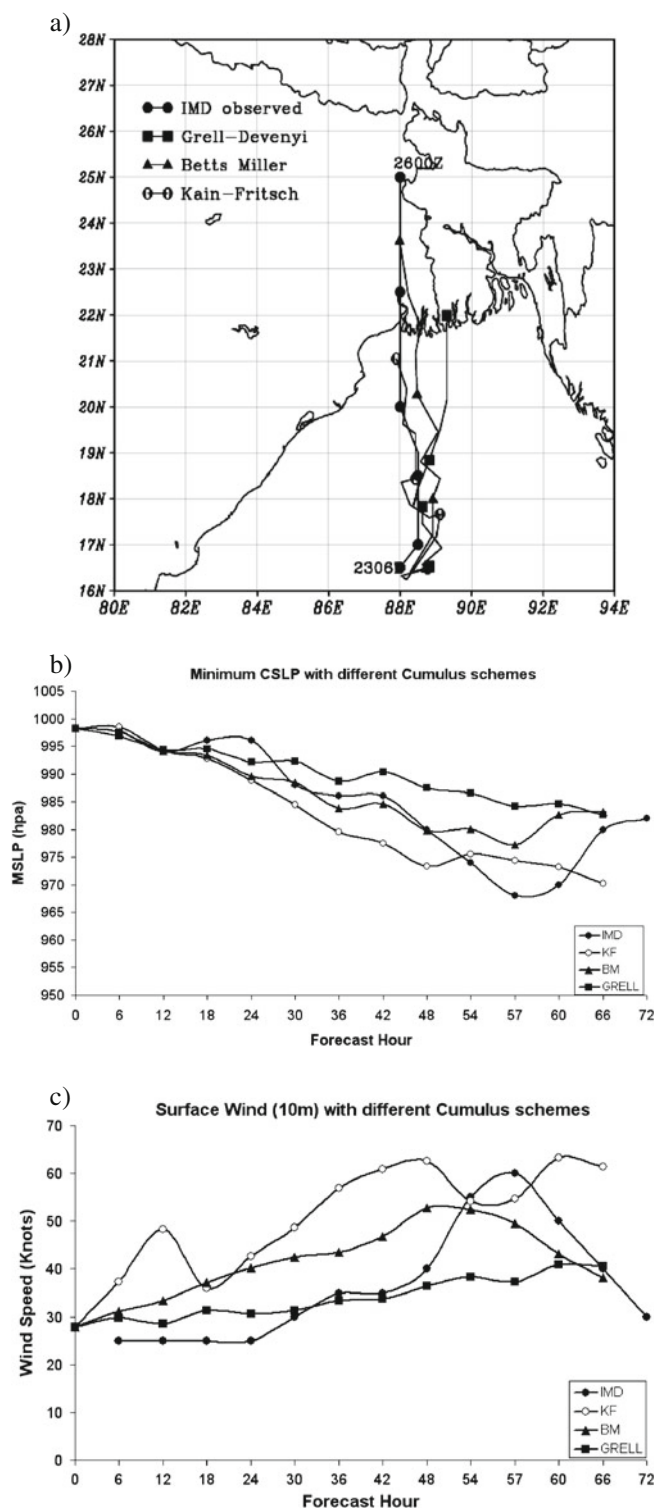 a)
28N
27N
26N
25N
24N
23N
22N
21N
20N
19N
18N
17N
16N
IMD observed
Grell-Devenyi
Betts Miller
Kain-Fritsch
2600Z
2306
80E 82E 84E 86E 88E 90E 92E 94E
b)
Minimum CSLP with different Cumulus schemes
MSLP (hpa)
1005
1000
995
990
985
980
975
970
965
960
955
950
IMD
KF
BM
GRELL
0 6 12 18 24 30 36 42 48 54 57 60 66 72
Forecast Hour
c)
Surface Wind (10m) with different Cumulus schemes
Wind Speed (Knots)
70
60
50
40
30
20
10
0
IMD
KF
BM
GRELL
0 6 12 18 24 30 36 42 48 54 57 60 66 72
Forecast Hour